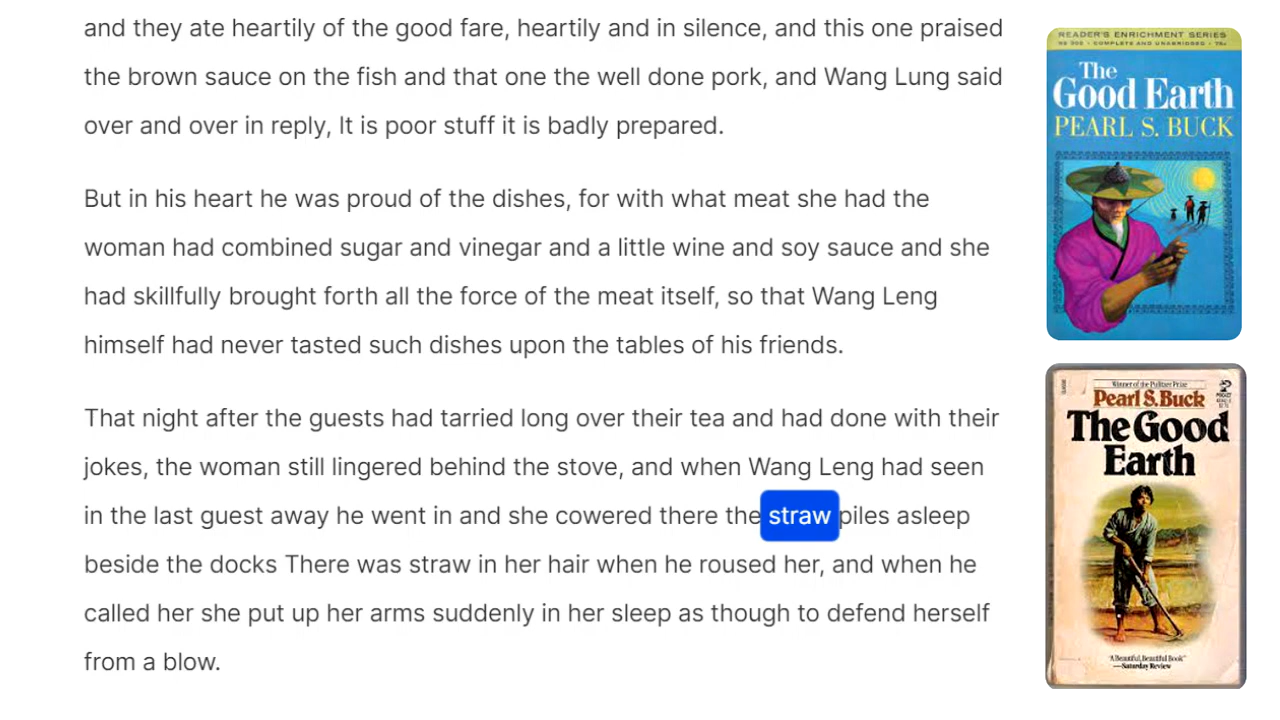 and they ate heartily of the good fare, heartily and in silence, and this one praised
the brown sauce on the fish and that one the well done pork, and Wang Lung said
over and over in reply, It is poor stuff it is badly prepared.
But in his heart he was proud of the dishes, for with what meat she had the
woman had combined sugar and vinegar and a little wine and soy sauce and she
had skillfully brought forth all the force of the meat itself, so that Wang Leng
himself had never tasted such dishes upon the tables of his friends.
That night after the guests had tarried long over their tea and had done with their
jokes, the woman still lingered behind the stove, and when Wang Leng had seen
in the last guest away he went in and she cowered there the straw piles asleep
beside the docks There was straw in her hair when he roused her, and when he
called her she put up her arms suddenly in her sleep as though to defend herself
from a blow.
READER'S ENRICHMENT SERIES
COMPLETE AND UNABRIDGED
The
Good Earth
PEARL S. BUCK
Winner of the Pulitzer Prize
Pearl S. Buck
The Good
Earth
"A Beautiful, Beautiful Book"
—Saturday Review